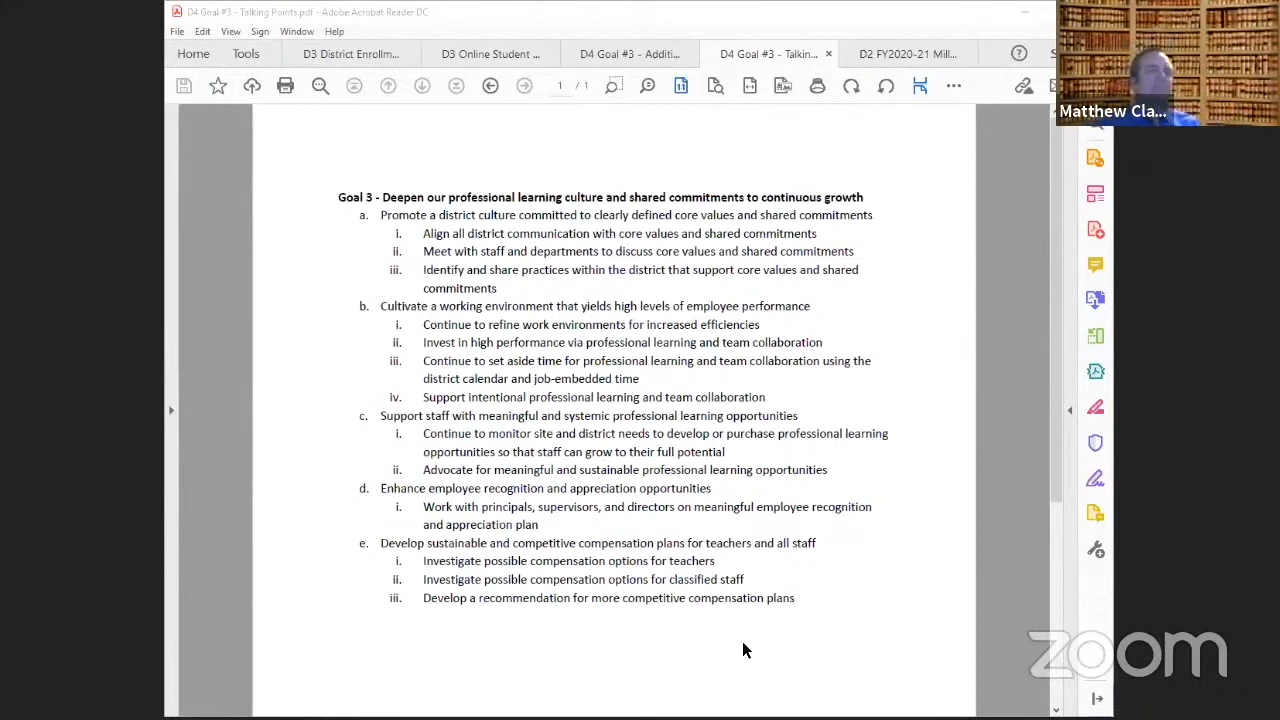 D4 Goal #3 - Talking Points.pdf - Adobe Acrobat Reader DC
File Edit View Sign Window Help
Home Tools D3 District Enrollm... D3 Online Student ... D4 Goal #3 - Additi... D4 Goal #3 - Talkin... × D2 FY2020-21 Mill...
1 / 1
Matthew Cla...
Goal 3 - Deepen our professional learning culture and shared commitments to continuous growth
a. Promote a district culture committed to clearly defined core values and shared commitments
i. Align all district communication with core values and shared commitments
ii. Meet with staff and departments to discuss core values and shared commitments
iii. Identify and share practices within the district that support core values and shared
commitments
b. Cultivate a working environment that yields high levels of employee performance
i. Continue to refine work environments for increased efficiencies
ii. Invest in high performance via professional learning and team collaboration
iii. Continue to set aside time for professional learning and team collaboration using the
district calendar and job-embedded time
iv. Support intentional professional learning and team collaboration
c. Support staff with meaningful and systemic professional learning opportunities
i. Continue to monitor site and district needs to develop or purchase professional learning
opportunities so that staff can grow to their full potential
ii. Advocate for meaningful and sustainable professional learning opportunities
d. Enhance employee recognition and appreciation opportunities
i. Work with principals, supervisors, and directors on meaningful employee recognition
and appreciation plan
e. Develop sustainable and competitive compensation plans for teachers and all staff
i. Investigate possible compensation options for teachers
ii. Investigate possible compensation options for classified staff
iii. Develop a recommendation for more competitive compensation plans
zoom